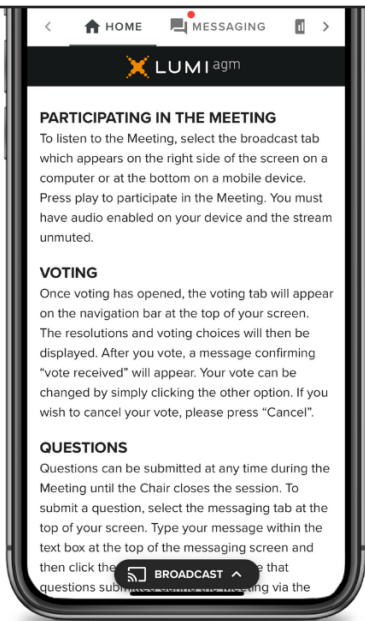 HOME MESSAGING
LUMI agm
PARTICIPATING IN THE MEETING
To listen to the Meeting, select the broadcast tab
which appears on the right side of the screen on a
computer or at the bottom on a mobile device.
Press play to participate in the Meeting. You must
have audio enabled on your device and the stream
unmuted.
VOTING
Once voting has opened, the voting tab will appear
on the navigation bar at the top of your screen.
The resolutions and voting choices will then be
displayed. After you vote, a message confirming
“vote received” will appear. Your vote can be
changed by simply clicking the other option. If you
wish to cancel your vote, please press “Cancel”.
QUESTIONS
Questions can be submitted at any time during the
Meeting until the Chair closes the session. To
submit a question, select the messaging tab at the
top of your screen. Type your message within the
text box at the top of the messaging screen and
then click the that
BROADCAST
questions via the